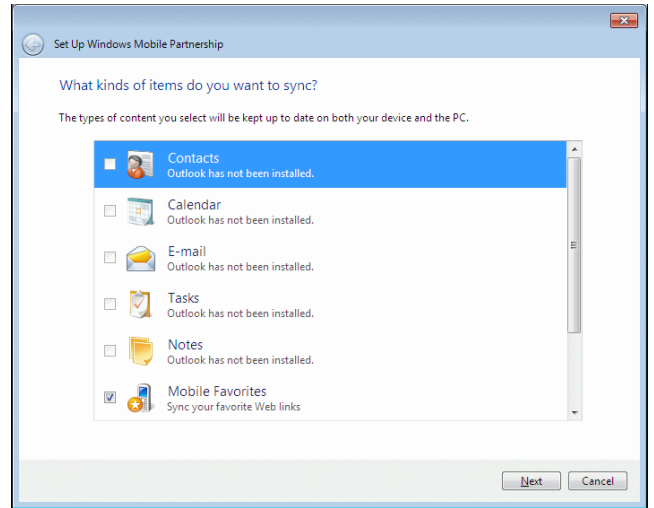 Set Up Windows Mobile Partnership
What kinds of items do you want to sync?
The types of content you select will be kept up to date on both your device and the PC.
Contacts
Outlook has not been installed.
Calendar
Outlook has not been installed.
E-mail
Outlook has not been installed.
Tasks
Outlook has not been installed.
Notes
Outlook has not been installed.
Mobile Favorites
Sync your favorite Web links
Next Cancel